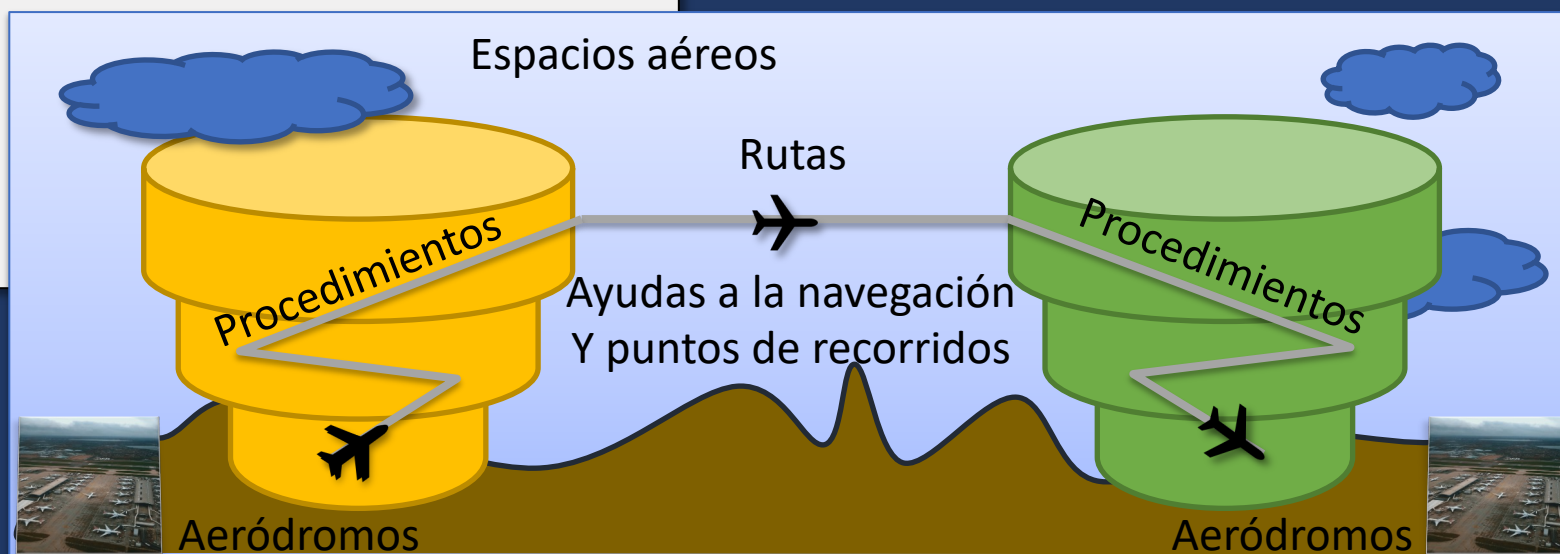 Espacios aéreos
Rutas
Procedimientos
Procedimientos
Ayudas a la navegación
Y puntos de recorridos
Aeródromos
Aeródromos